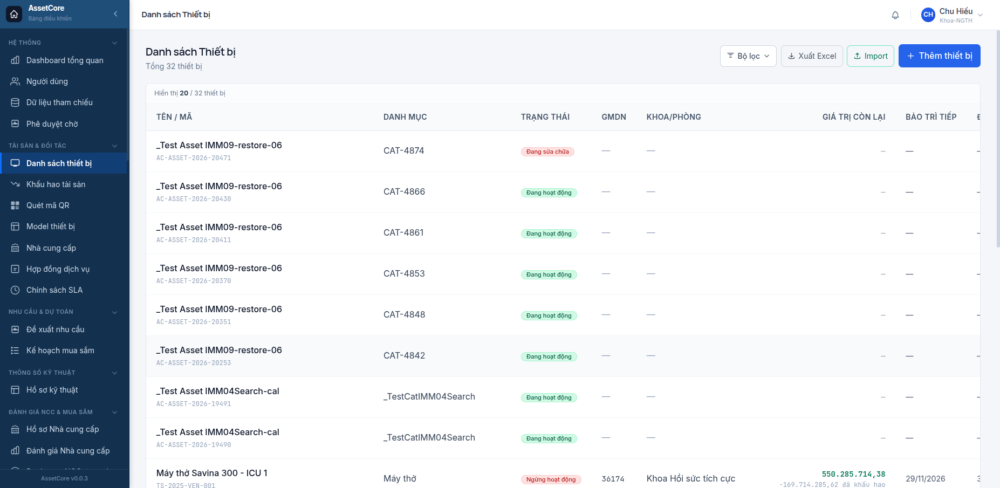 AssetCore
Bảng điều khiển
HỆ THỐNG
Dashboard tổng quan
Người dùng
Dữ liệu tham chiếu
Phê duyệt chờ
TÀI SẢN & ĐỐI TÁC
Danh sách thiết bị
Khấu hao tài sản
Quét mã QR
Model thiết bị
Nhà cung cấp
Hợp đồng dịch vụ
Chính sách SLA
NHU CẦU & DỰ TOÁN
Đề xuất nhu cầu
Kế hoạch mua sắm
THÔNG SỐ KỸ THUẬT
Hồ sơ kỹ thuật
ĐÁNH GIÁ NCC & MUA SẮM
Hồ sơ Nhà cung cấp
Đánh giá Nhà cung cấp
AssetCore v0.0.3
Danh sách Thiết bị
CH
Chu Hiếu
Khoa-NGTH
Danh sách Thiết bị
Tổng 32 thiết bị
Bộ lọc
Xuất Excel
Import
+ Thêm thiết bị
Hiển thị 20 / 32 thiết bị
TÊN / MÃ DANH MỤC TRẠNG THÁI GMDN KHOA/PHÒNG GIÁ TRỊ CÒN LẠI BẢO TRÌ TIẾP
_Test Asset IMM09-restore-06 CAT-4874 Đang sửa chữa — — – —
AC-ASSET-2026-20471
_Test Asset IMM09-restore-06 CAT-4866 Đang hoạt động — — – —
AC-ASSET-2026-20430
_Test Asset IMM09-restore-06 CAT-4861 Đang hoạt động — — – —
AC-ASSET-2026-20411
_Test Asset IMM09-restore-06 CAT-4853 Đang hoạt động — — – —
AC-ASSET-2026-20370
_Test Asset IMM09-restore-06 CAT-4848 Đang hoạt động — — – —
AC-ASSET-2026-20351
_Test Asset IMM09-restore-06 CAT-4842 Đang hoạt động — — – —
AC-ASSET-2026-20253
_Test Asset IMM04Search-cal _TestCatIMM04Search Đang hoạt động — — – —
AC-ASSET-2026-19491
_Test Asset IMM04Search-cal _TestCatIMM04Search Đang hoạt động — — – —
AC-ASSET-2026-19490
Máy thở Savina 300 - ICU 1 Máy thở Ngừng hoạt động 36174 Khoa Hồi sức tích cực 550.285.714,38 29/11/2026
TS-2025-VEN-001 -169.714.285,62 đã khấu hao